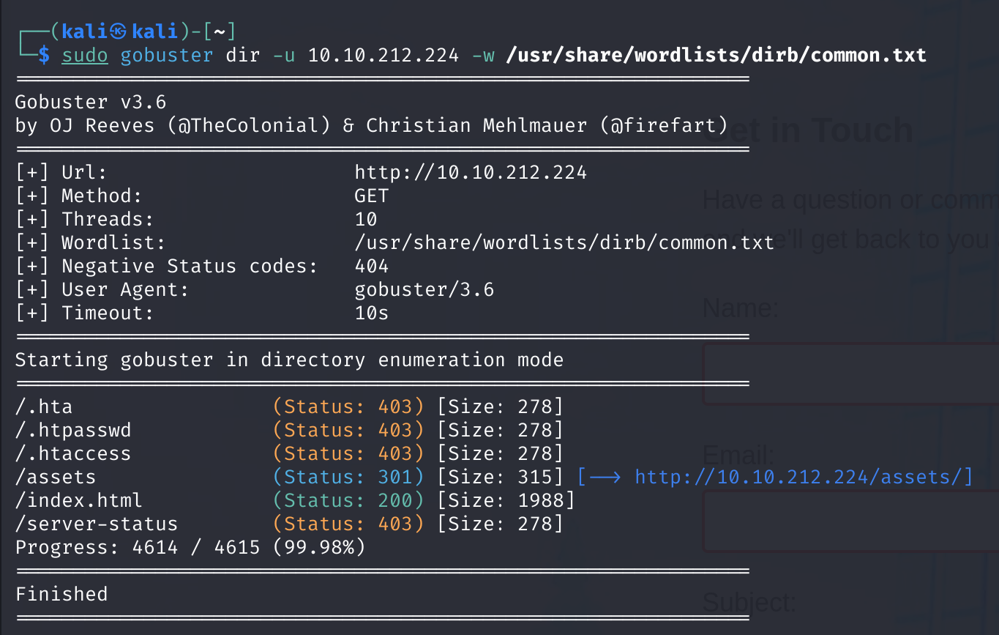 ┌──(kali㉿kali)-[~]
└─$ sudo gobuster dir -u 10.10.212.224 -w /usr/share/wordlists/dirb/common.txt
===============================================================
Gobuster v3.6
by OJ Reeves (@TheColonial) & Christian Mehlmauer (@firefart)
===============================================================
[+] Url:                     http://10.10.212.224
[+] Method:                  GET
[+] Threads:                 10
[+] Wordlist:                /usr/share/wordlists/dirb/common.txt
[+] Negative Status codes:   404
[+] User Agent:              gobuster/3.6
[+] Timeout:                 10s
===============================================================
Starting gobuster in directory enumeration mode
===============================================================
/.hta                 (Status: 403) [Size: 278]
/.htpasswd            (Status: 403) [Size: 278]
/.htaccess            (Status: 403) [Size: 278]
/assets               (Status: 301) [Size: 315] [--> http://10.10.212.224/assets/]
/index.html           (Status: 200) [Size: 1988]
/server-status        (Status: 403) [Size: 278]
Progress: 4614 / 4615 (99.98%)
===============================================================
Finished
===============================================================
Get in Touch
Have a question or comm
and we'll get back to you
Name:
Email:
Subject: